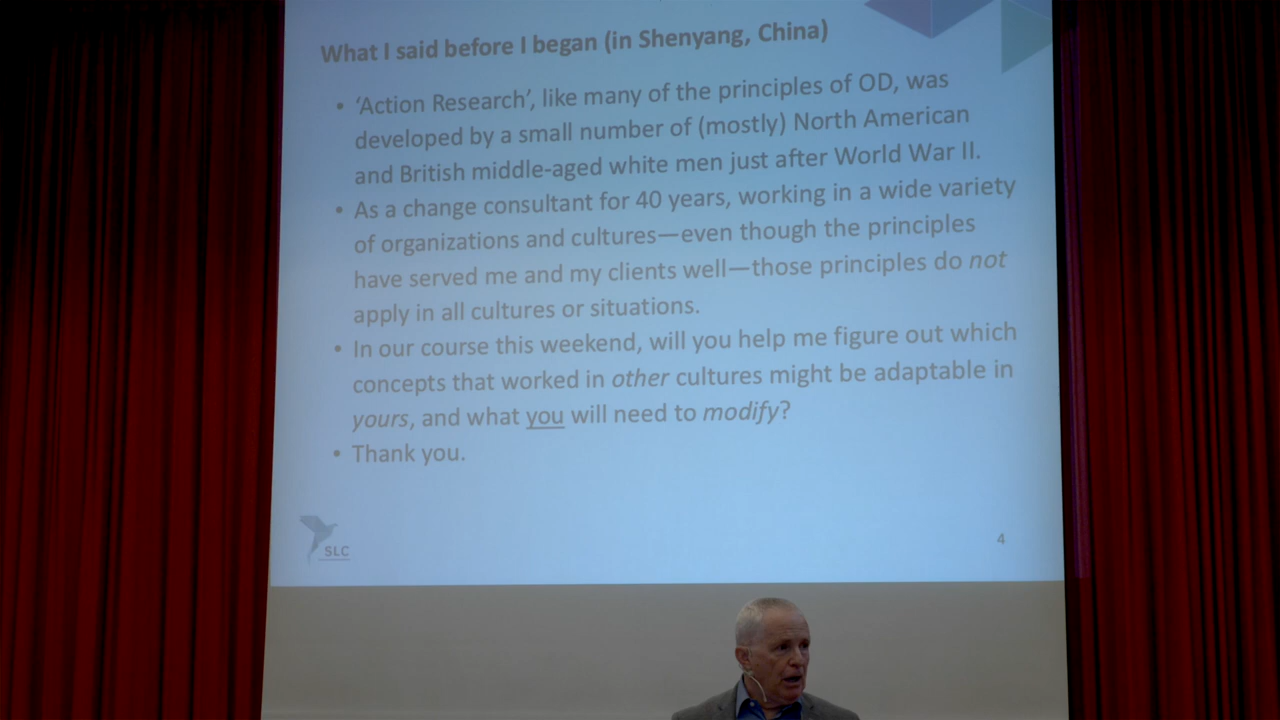 What I said before I began (in Shenyang, China)
• ‘Action Research’, like many of the principles of OD, was
developed by a small number of (mostly) North American
and British middle-aged white men just after World War II.
• As a change consultant for 40 years, working in a wide variety
of organizations and cultures—even though the principles
have served me and my clients well—those principles do not
apply in all cultures or situations.
• In our course this weekend, will you help me figure out which
concepts that worked in other cultures might be adaptable in
yours, and what you will need to modify?
• Thank you.
SLC
4